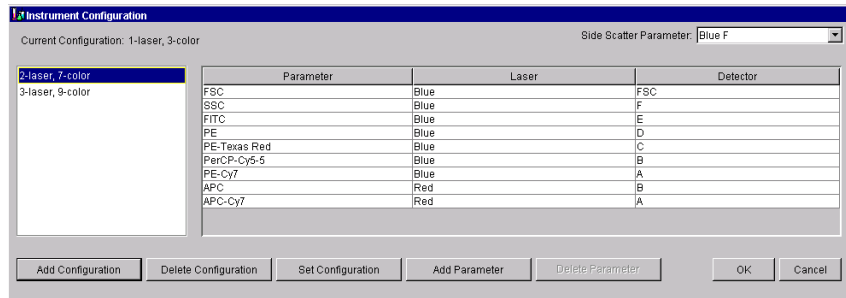 Instrument Configuration
Current Configuration: 1-laser, 3-color
Side Scatter Parameter: Blue F
2-laser, 7-color
3-laser, 9-color
Parameter Laser Detector
FSC Blue FSC
SSC Blue F
FITC Blue E
PE Blue D
PE-Texas Red Blue C
PerCP-Cy5-5 Blue B
PE-Cy7 Blue A
APC Red B
APC-Cy7 Red A
Add Configuration Delete Configuration Set Configuration Add Parameter Delete Parameter OK Cancel